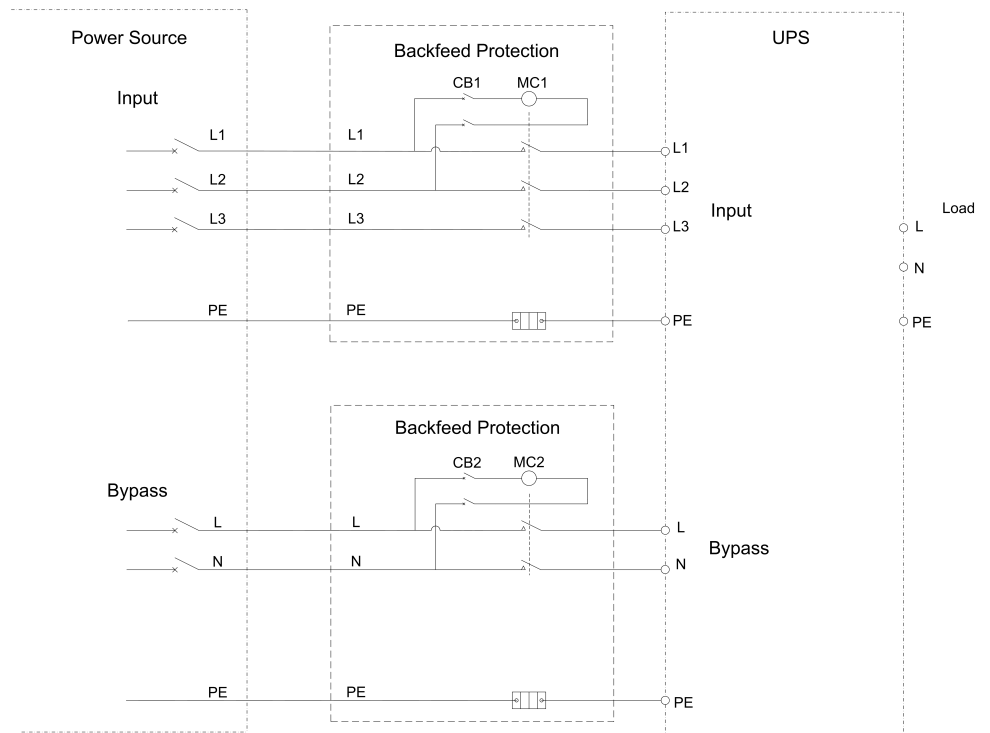 Power Source
Backfeed Protection
UPS
CB1 MC1
Input
L1 L1 L1
L2 L2 L2
Input
Load
L3 L3 L3
L
N
PE PE PE
PE
Backfeed Protection
CB2 MC2
Bypass
L L L
Bypass
N N N
PE PE PE